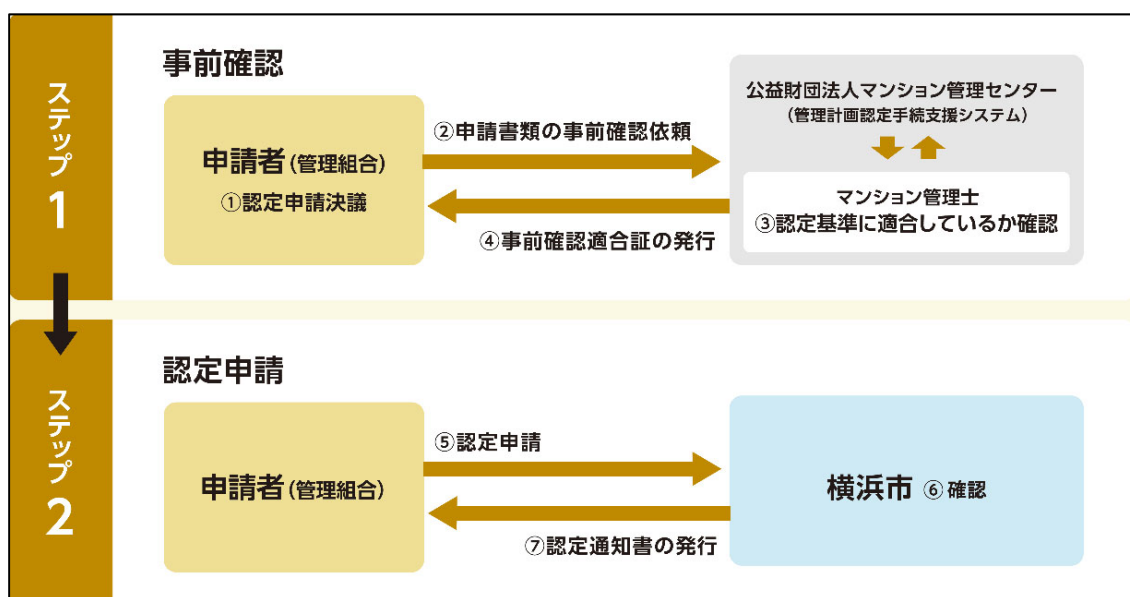 ステップ1
事前確認
申請者(管理組合)
①認定申請決議
②申請書類の事前確認依頼
④事前確認適合証の発行
公益財団法人マンション管理センター
(管理計画認定手続支援システム)
マンション管理士
③認定基準に適合しているか確認
ステップ2
認定申請
申請者(管理組合)
⑤認定申請
⑦認定通知書の発行
横浜市 ⑥確認